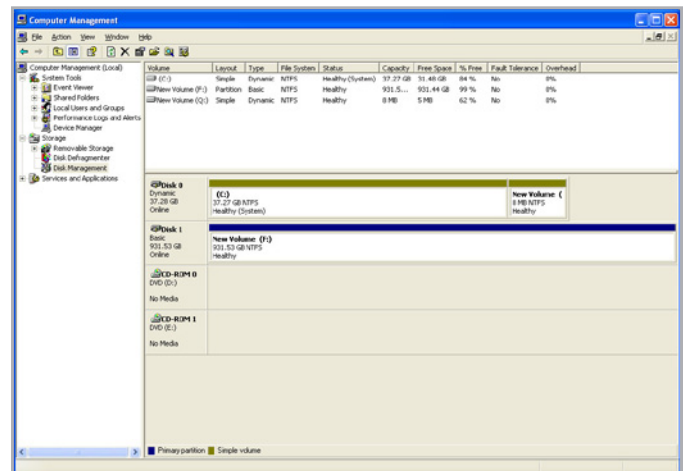 Computer Management
File Action View Window Help
Computer Management (Local)
System Tools
Event Viewer
Shared Folders
Local Users and Groups
Performance Logs and Alerts
Device Manager
Storage
Removable Storage
Disk Defragmenter
Disk Management
Services and Applications
Volume Layout Type File System Status Capacity Free Space % Free Fault Tolerance Overhead
(C:) Simple Dynamic NTFS Healthy (System) 37.27 GB 31.48 GB 84 % No 0%
New Volume (F:) Partition Basic NTFS Healthy 931.5... 931.44 GB 99 % No 0%
New Volume (Q:) Simple Dynamic NTFS Healthy 8 MB 5 MB 62 % No 0%
Disk 0
Dynamic
37.28 GB
Online
(C:)
37.27 GB NTFS
Healthy (System)
New Volume (
8 MB NTFS
Healthy
Disk 1
Basic
931.53 GB
Online
New Volume (F:)
931.53 GB NTFS
Healthy
CD-ROM 0
DVD (D:)
No Media
CD-ROM 1
DVD (E:)
No Media
Primary partition Simple volume